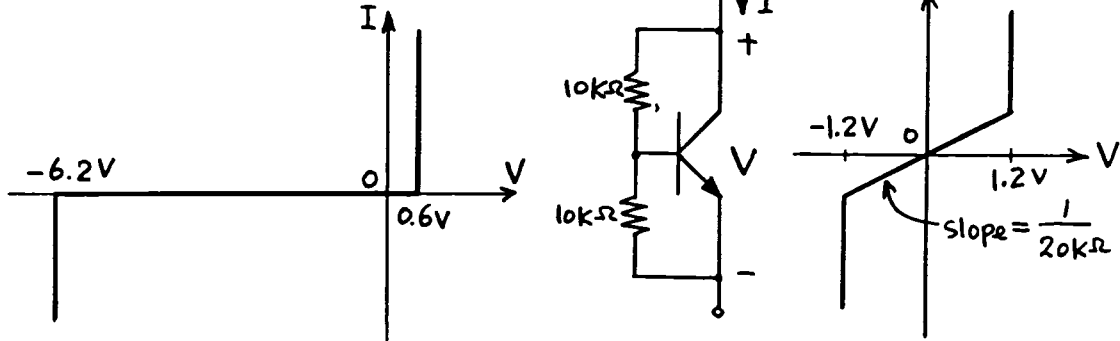 I
-6.2V
0
V
0.6V
I
+
10kΩ
10kΩ
V
-
-1.2V
0
V
1.2V
slope = 1/20kΩ